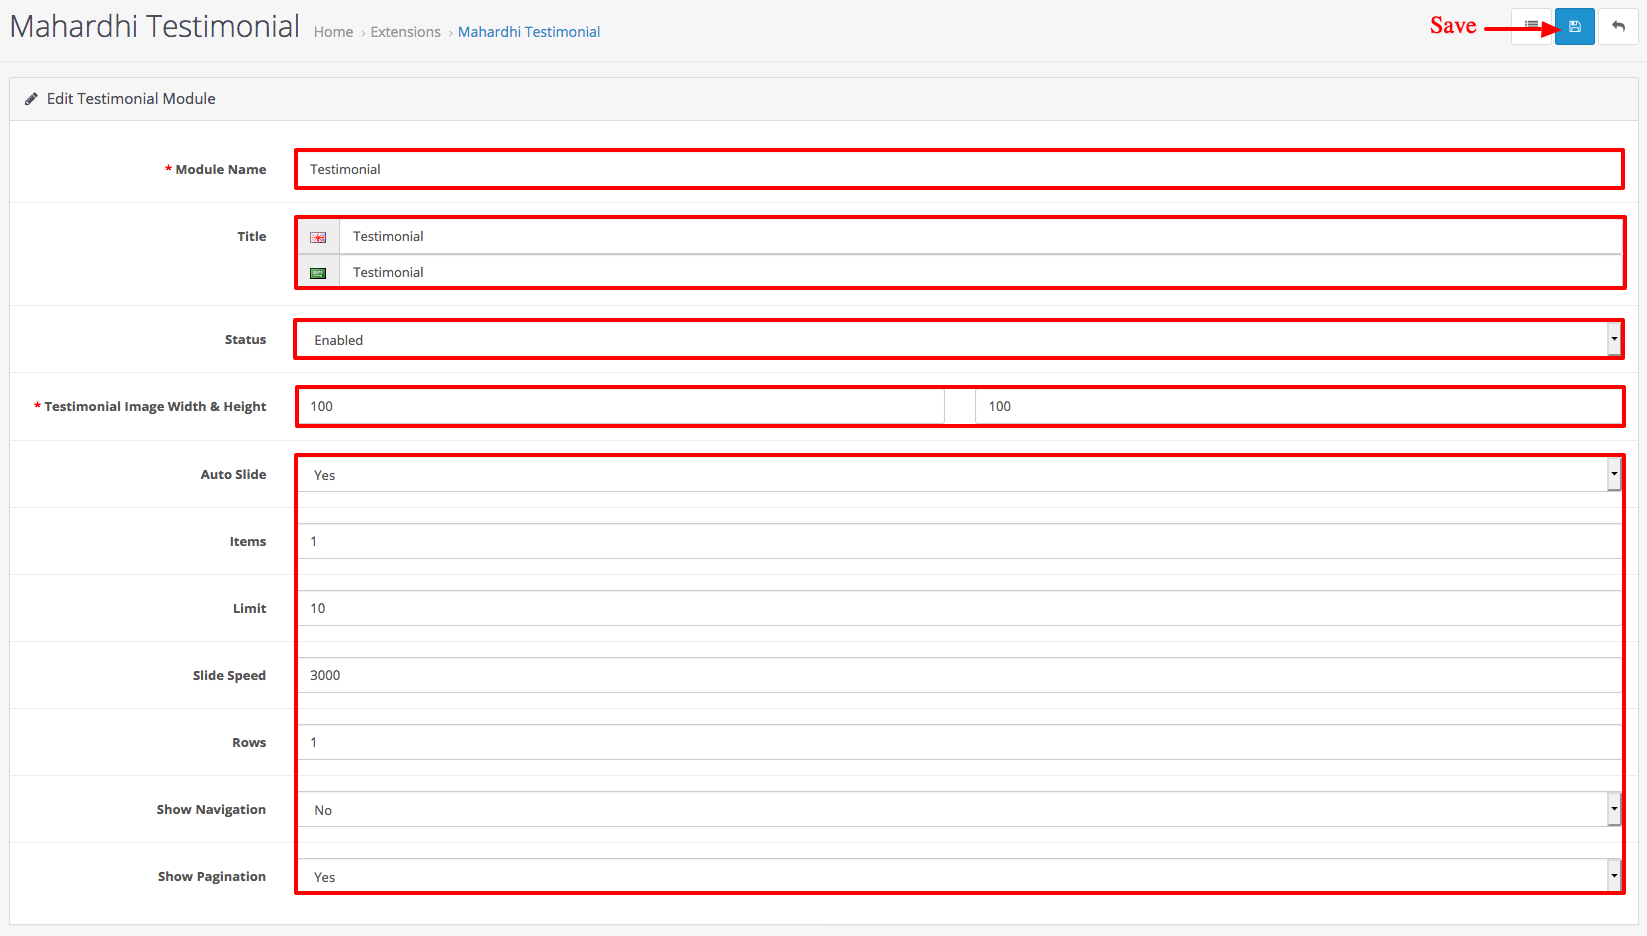 Mahardhi Testimonial Home › Extensions › Mahardhi Testimonial Save
Edit Testimonial Module
* Module Name Testimonial
Title Testimonial
Testimonial
Status Enabled
* Testimonial Image Width & Height 100 100
Auto Slide Yes
Items 1
Limit 10
Slide Speed 3000
Rows 1
Show Navigation No
Show Pagination Yes